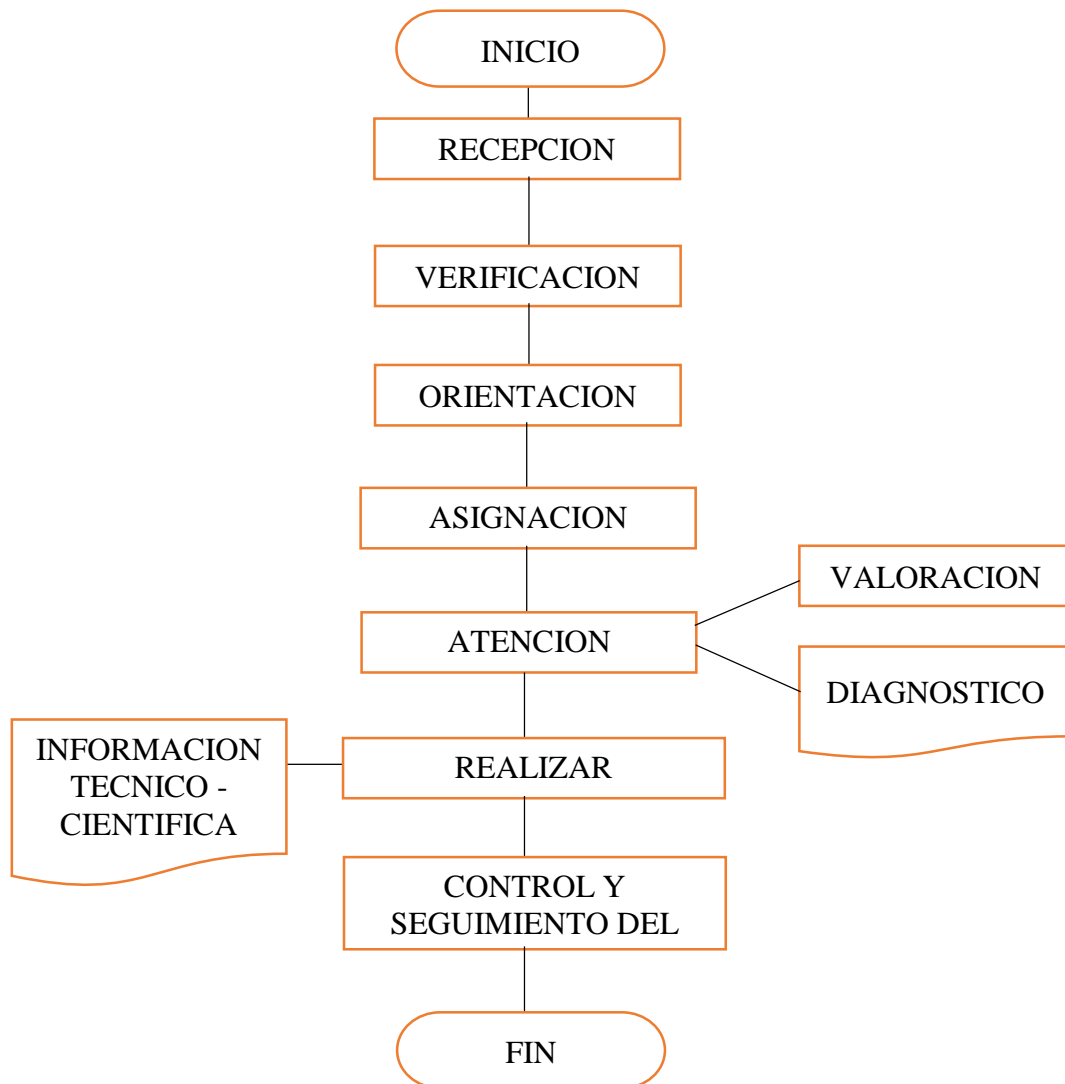 INICIO
RECEPCION
VERIFICACION
ORIENTACION
ASIGNACION
VALORACION
ATENCION
DIAGNOSTICO
INFORMACION
TECNICO -
CIENTIFICA
REALIZAR
CONTROL Y
SEGUIMIENTO DEL
FIN